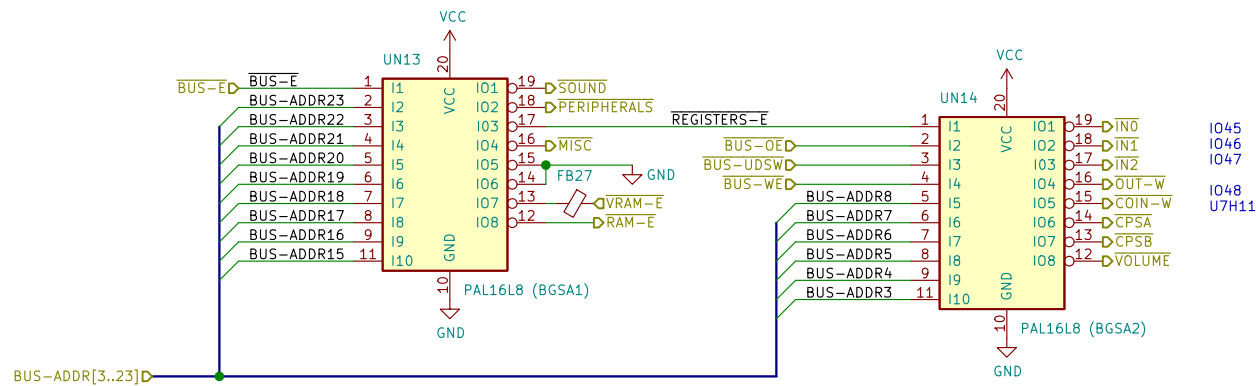 VCC
UN13
20
BUS-E
BUS-E
1
I1
VCC
IO1
19
SOUND
BUS-ADDR23
2
I2
IO2
18
PERIPHERALS
BUS-ADDR22
3
I3
IO3
17
REGISTERS-E
BUS-ADDR21
4
I4
IO4
16
MISC
BUS-ADDR20
5
I5
IO5
15
GND
BUS-ADDR19
6
I6
IO6
14
FB27
BUS-ADDR18
7
I7
IO7
13
VRAM-E
BUS-ADDR17
8
I8
IO8
12
RAM-E
BUS-ADDR16
9
I9
GND
BUS-ADDR15
11
I10
10
PAL16L8 (BGSA1)
GND
VCC
UN14
20
1
I1
VCC
IO1
19
IN0
BUS-OE
2
I2
IO2
18
IN1
BUS-UDSW
3
I3
IO3
17
IN2
BUS-WE
4
I4
IO4
16
OUT-W
BUS-ADDR8
5
I5
IO5
15
COIN-W
BUS-ADDR7
6
I6
IO6
14
CPSA
BUS-ADDR6
7
I7
IO7
13
CPSB
BUS-ADDR5
8
I8
IO8
12
VOLUME
BUS-ADDR4
9
I9
GND
BUS-ADDR3
11
I10
10
PAL16L8 (BGSA2)
GND
IO45
IO46
IO47
IO48
U7H11
BUS-ADDR[3..23]